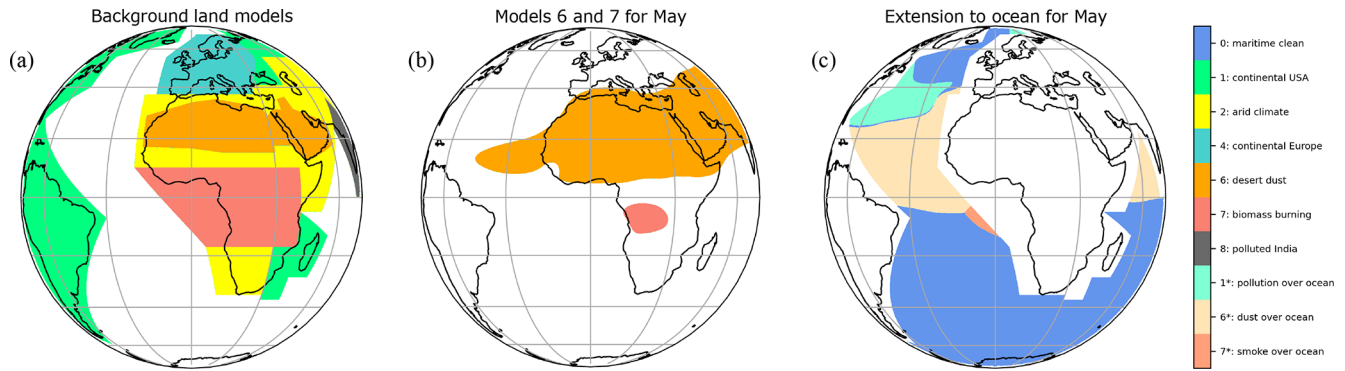 Background land models
Models 6 and 7 for May
Extension to ocean for May
(a)
(b)
(c)
0: maritime clean
1: continental USA
2: arid climate
4: continental Europe
6: desert dust
7: biomass burning
8: polluted India
1*: pollution over ocean
6*: dust over ocean
7*: smoke over ocean